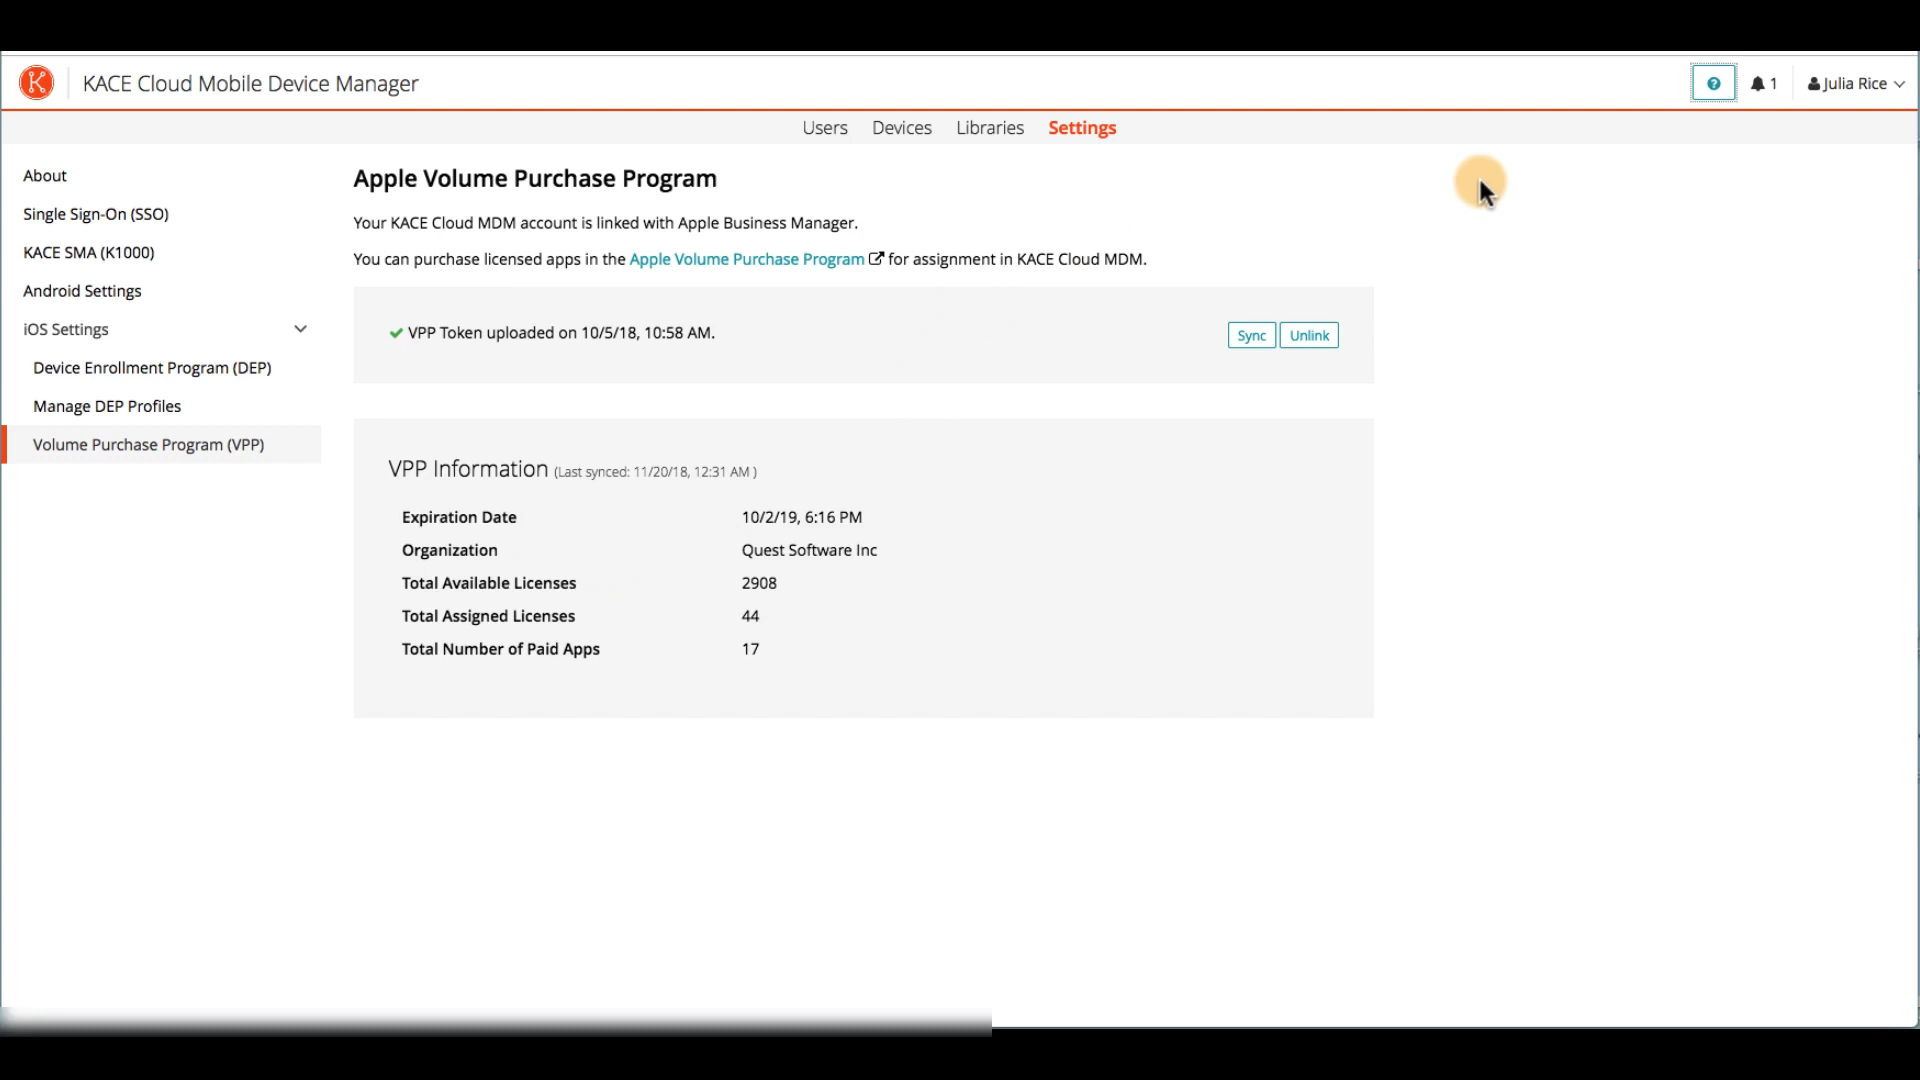 KACE Cloud Mobile Device Manager
1
Julia Rice
Users Devices Libraries Settings
About
Single Sign-On (SSO)
KACE SMA (K1000)
Android Settings
iOS Settings
Device Enrollment Program (DEP)
Manage DEP Profiles
Volume Purchase Program (VPP)
Apple Volume Purchase Program
Your KACE Cloud MDM account is linked with Apple Business Manager.
You can purchase licensed apps in the Apple Volume Purchase Program for assignment in KACE Cloud MDM.
VPP Token uploaded on 10/5/18, 10:58 AM.
Sync Unlink
VPP Information (Last synced: 11/20/18, 12:31 AM )
Expiration Date 10/2/19, 6:16 PM
Organization Quest Software Inc
Total Available Licenses 2908
Total Assigned Licenses 44
Total Number of Paid Apps 17